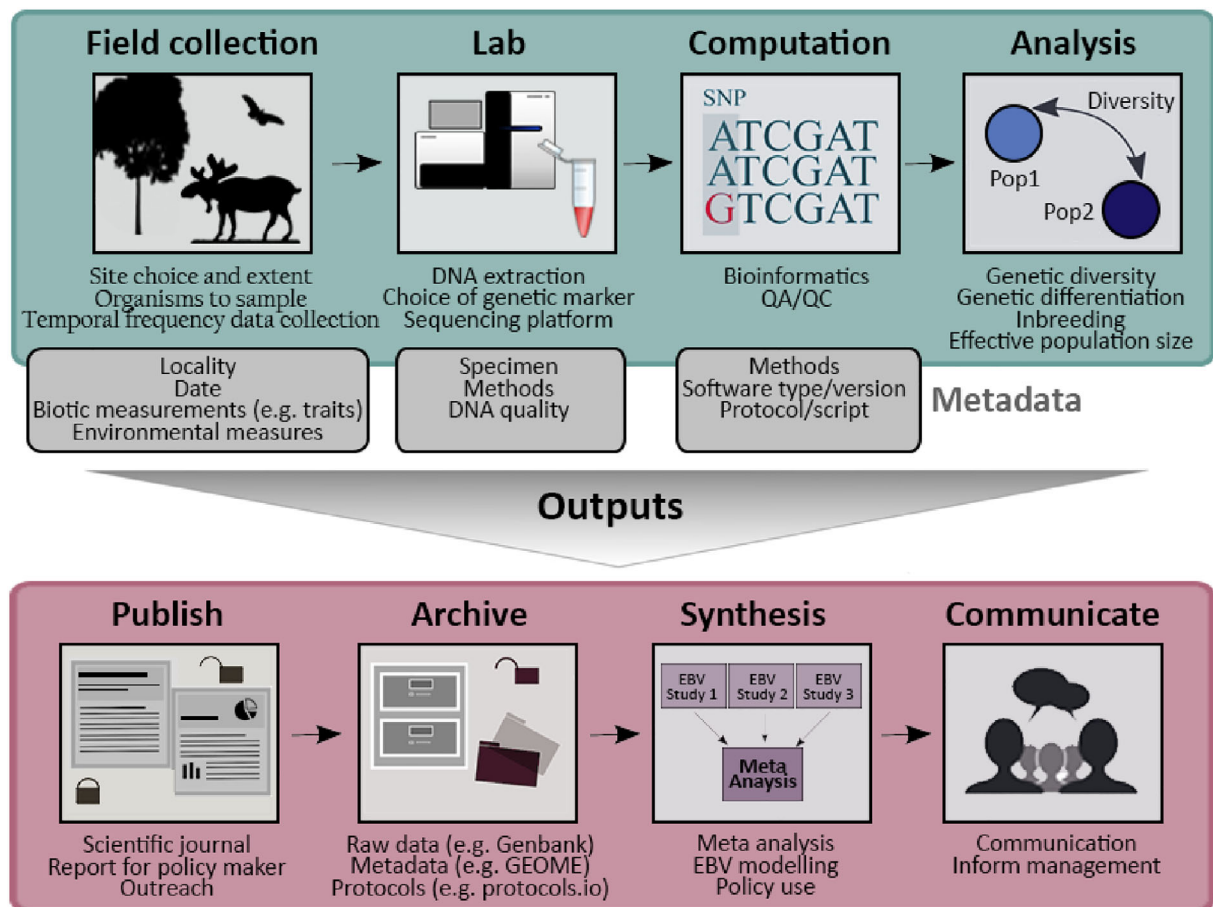 Field collection
Lab
Computation
Analysis
SNP
ATCGAT
ATCGAT
GTCGAT
Diversity
Pop1
Pop2
Site choice and extent
Organisms to sample
Temporal frequency data collection
DNA extraction
Choice of genetic marker
Sequencing platform
Bioinformatics
QA/QC
Genetic diversity
Genetic differentiation
Inbreeding
Effective population size
Locality
Date
Biotic measurements (e.g. traits)
Environmental measures
Specimen
Methods
DNA quality
Methods
Software type/version
Protocol/script
Metadata
Outputs
Publish
Archive
Synthesis
Communicate
EBV
Study 1
EBV
Study 2
EBV
Study 3
Meta
Anaysis
Scientific journal
Report for policy maker
Outreach
Raw data (e.g. Genbank)
Metadata (e.g. GEOME)
Protocols (e.g. protocols.io)
Meta analysis
EBV modelling
Policy use
Communication
Inform management